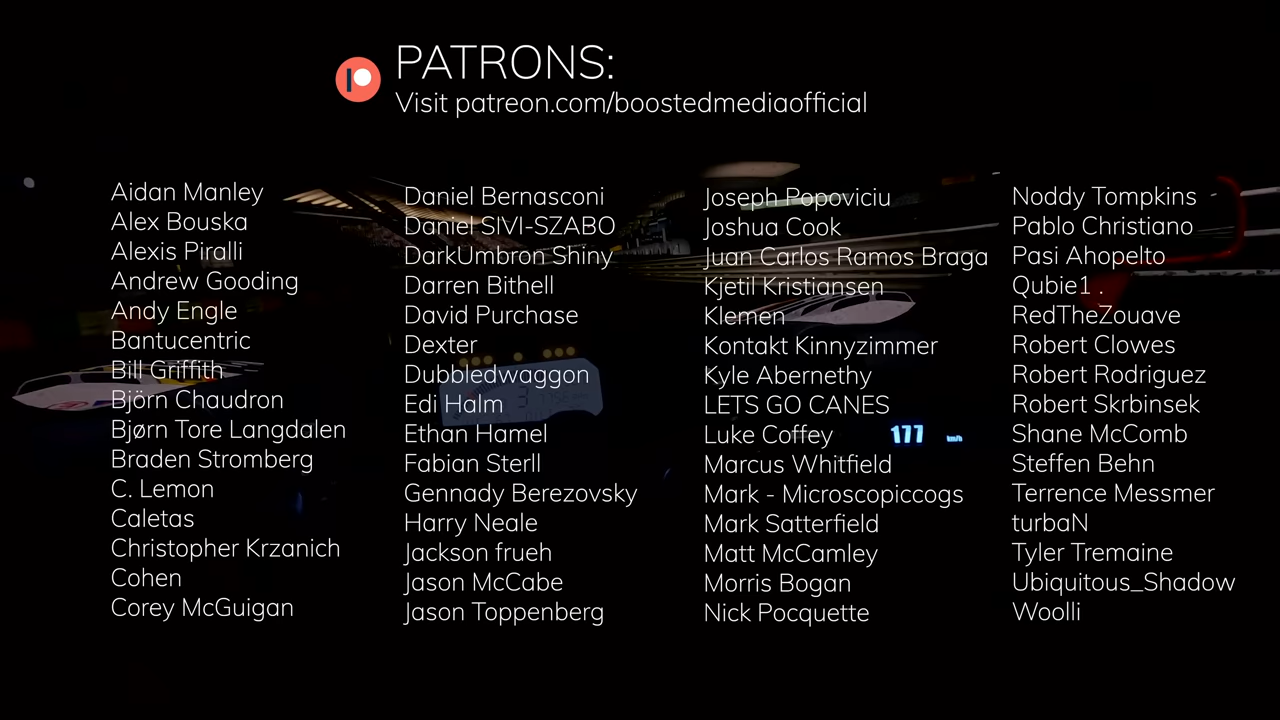 PATRONS:
Visit patreon.com/boostedmediaofficial
Aidan Manley
Alex Bouska
Alexis Piralli
Andrew Gooding
Andy Engle
Bantucentric
Bill Griffith
Björn Chaudron
Bjørn Tore Langdalen
Braden Stromberg
C. Lemon
Caletas
Christopher Krzanich
Cohen
Corey McGuigan
Daniel Bernasconi
Daniel SIVI-SZABO
DarkUmbron Shiny
Darren Bithell
David Purchase
Dexter
Dubbledwaggon
Edi Halm
Ethan Hamel
Fabian Sterll
Gennady Berezovsky
Harry Neale
Jackson frueh
Jason McCabe
Jason Toppenberg
Joseph Popoviciu
Joshua Cook
Juan Carlos Ramos Braga
Kjetil Kristiansen
Klemen
Kontakt Kinnyzimmer
Kyle Abernethy
LETS GO CANES
Luke Coffey
Marcus Whitfield
Mark - Microscopiccogs
Mark Satterfield
Matt McCamley
Morris Bogan
Nick Pocquette
Noddy Tompkins
Pablo Christiano
Pasi Ahopelto
Qubie1 .
RedTheZouave
Robert Clowes
Robert Rodriguez
Robert Skrbinsek
Shane McComb
Steffen Behn
Terrence Messmer
turbaN
Tyler Tremaine
Ubiquitous_Shadow
Woolli
177 km/h
3